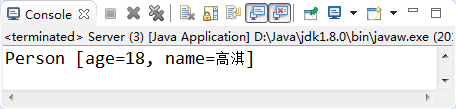 Console
<terminated> Server (3) [Java Application] D:\Java\jdk1.8.0\bin\javaw.exe (20
Person [age=18, name=高淇]